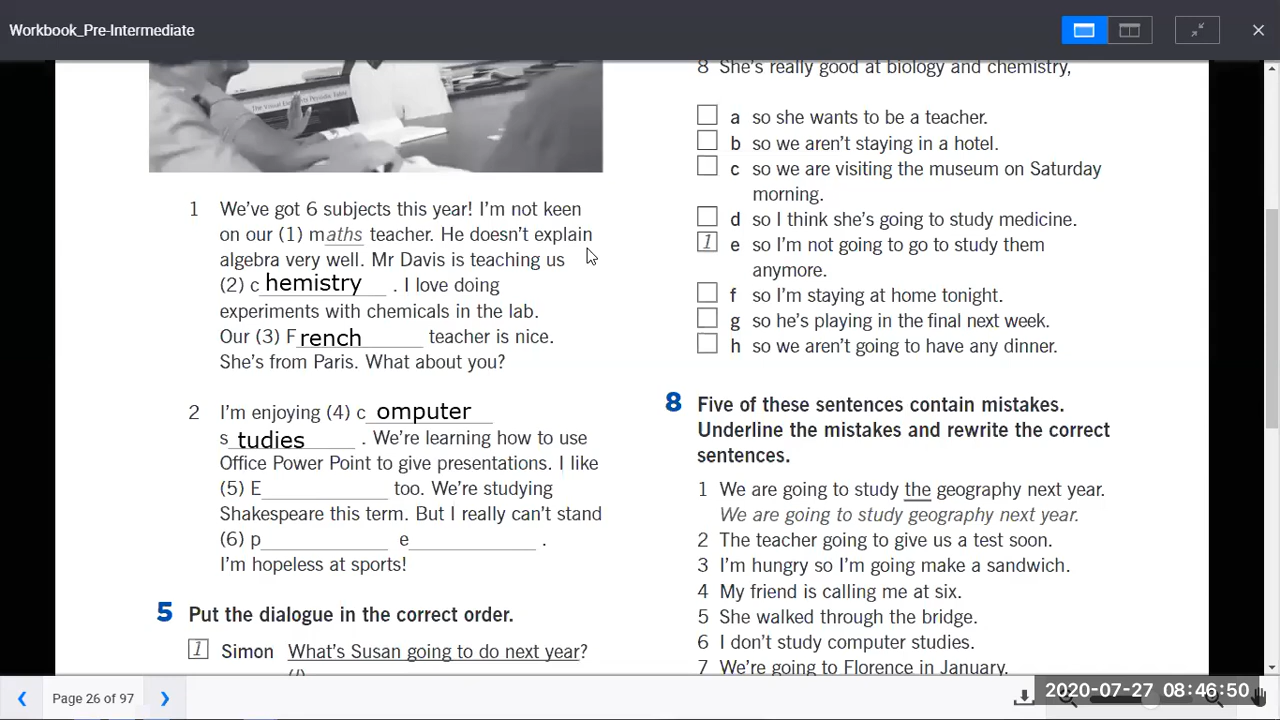 Workbook_Pre-Intermediate
1 We've got 6 subjects this year! I'm not keen
on our (1) maths teacher. He doesn't explain
algebra very well. Mr Davis is teaching us
(2) c hemistry . I love doing
experiments with chemicals in the lab.
Our (3) F rench teacher is nice.
She's from Paris. What about you?
2 I'm enjoying (4) c omputer
s tudies . We're learning how to use
Office Power Point to give presentations. I like
(5) E too. We're studying
Shakespeare this term. But I really can't stand
(6) p e .
I'm hopeless at sports!
5 Put the dialogue in the correct order.
1 Simon What's Susan going to do next year?
8 She's really good at biology and chemistry,
a so she wants to be a teacher.
b so we aren't staying in a hotel.
c so we are visiting the museum on Saturday
morning.
d so I think she's going to study medicine.
1 e so I'm not going to go to study them
anymore.
f so I'm staying at home tonight.
g so he's playing in the final next week.
h so we aren't going to have any dinner.
8 Five of these sentences contain mistakes.
Underline the mistakes and rewrite the correct
sentences.
1 We are going to study the geography next year.
We are going to study geography next year.
2 The teacher going to give us a test soon.
3 I'm hungry so I'm going make a sandwich.
4 My friend is calling me at six.
5 She walked through the bridge.
6 I don't study computer studies.
7 We're going to Florence in January.
Page 26 of 97
2020-07-27 08:46:50